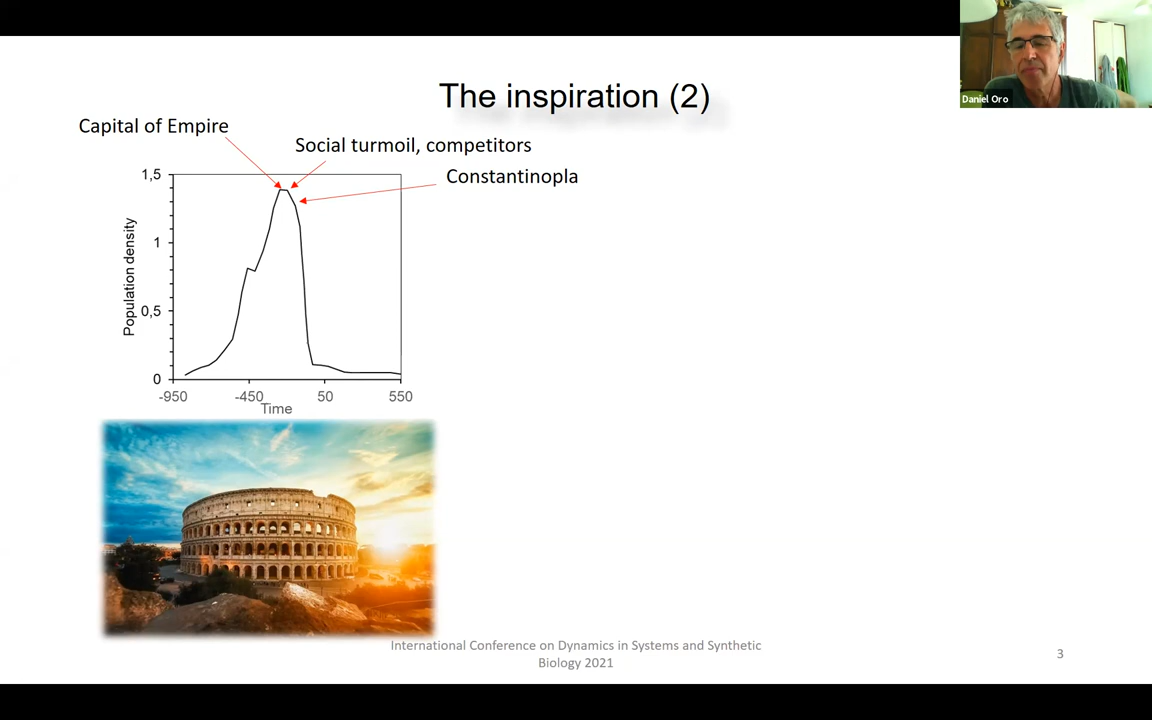 Daniel Oro
The inspiration (2)
Capital of Empire
Social turmoil, competitors
Constantinopla
1,5
1
0,5
0
Population density
-950
-450
50
550
Time
International Conference on Dynamics in Systems and Synthetic
Biology 2021
3